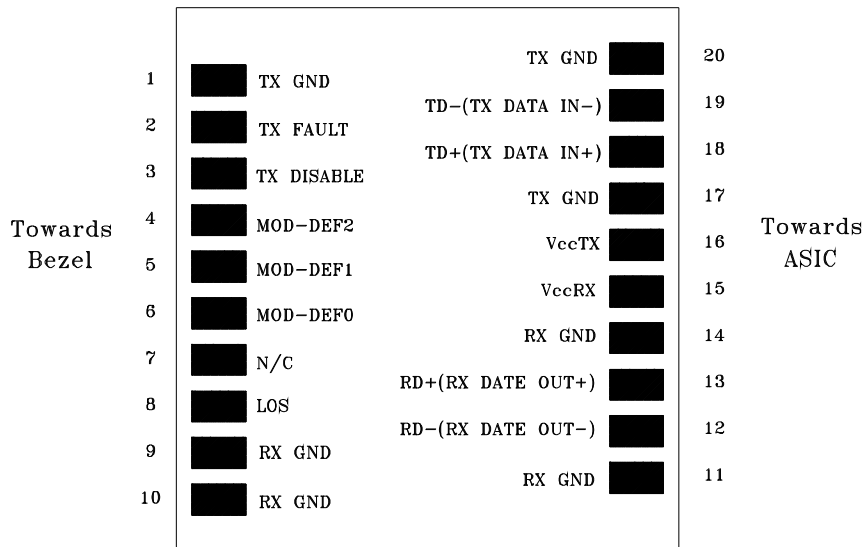 TX GND 20
1 TX GND
TD-(TX DATA IN-) 19
2 TX FAULT
TD+(TX DATA IN+) 18
3 TX DISABLE
TX GND 17
4 MOD-DEF2
Towards Bezel
VccTX 16
Towards ASIC
5 MOD-DEF1
VccRX 15
6 MOD-DEF0
RX GND 14
7 N/C
RD+(RX DATE OUT+) 13
8 LOS
RD-(RX DATE OUT-) 12
9 RX GND
RX GND 11
10 RX GND